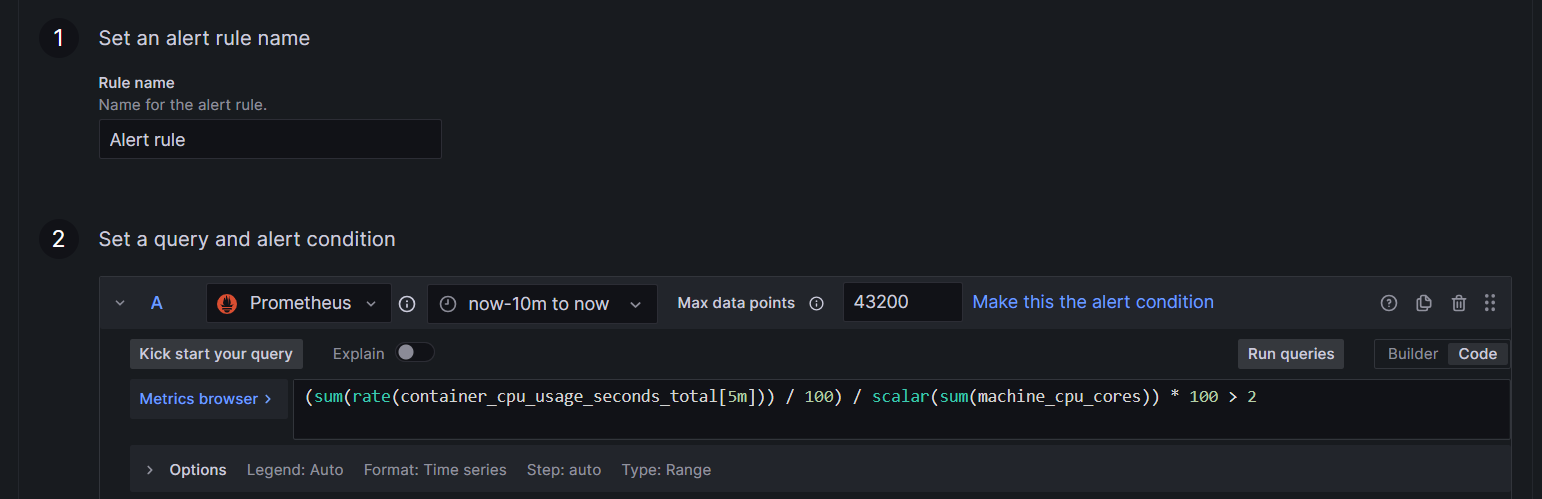 1 Set an alert rule name
Rule name
Name for the alert rule.
Alert rule
2 Set a query and alert condition
A Prometheus now-10m to now Max data points 43200 Make this the alert condition
Kick start your query Explain Run queries Builder Code
Metrics browser > (sum(rate(container_cpu_usage_seconds_total[5m])) / 100) / scalar(sum(machine_cpu_cores)) * 100 > 2
> Options Legend: Auto Format: Time series Step: auto Type: Range